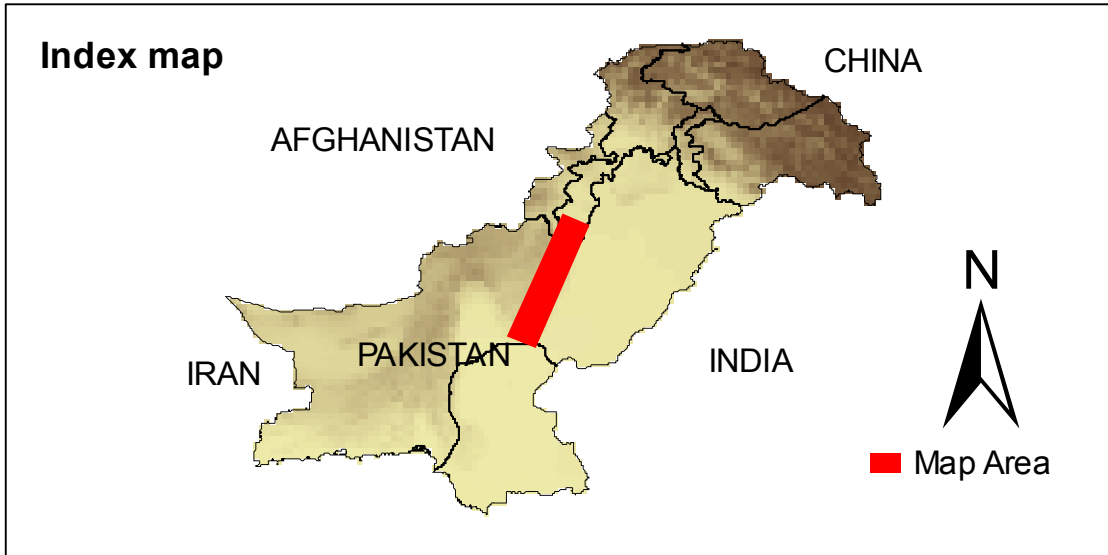 Index map
CHINA
AFGHANISTAN
N
PAKISTAN
INDIA
IRAN
Map Area